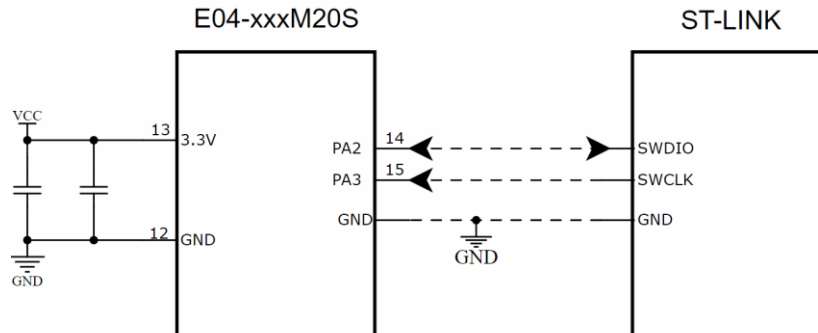 E04-xxxM20S ST-LINK
VCC
13 3.3V
PA2 14 SWDIO
PA3 15 SWCLK
GND GND
12 GND
GND
GND